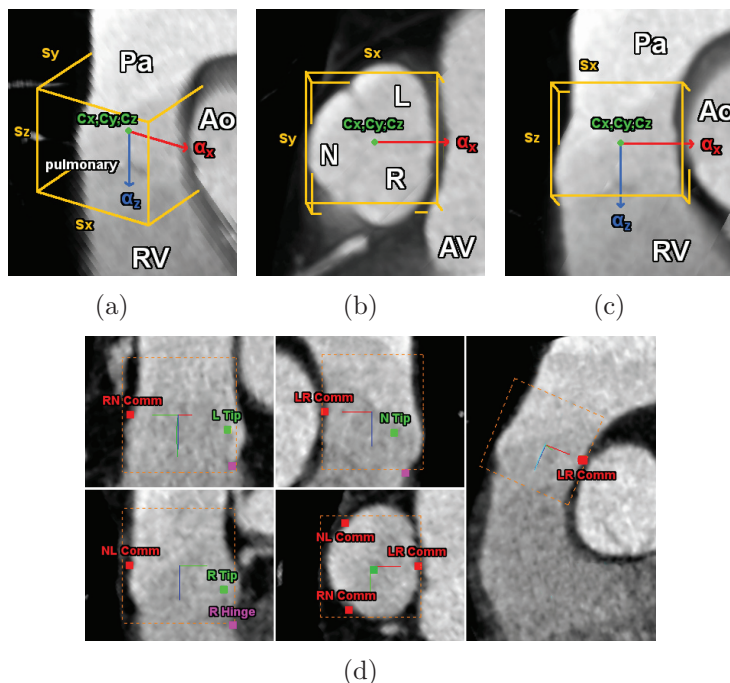 sy
Pa
Cx,Cy,Cz
Ao
sz
αx
pulmonary
αz
sx
RV
sx
L
Cx,Cy,Cz
sy
αx
N
R
AV
Pa
sx
Ao
Cx,Cy,Cz
sz
αx
αz
RV
(a) (b) (c)
RN Comm
L Tip
LR Comm
N Tip
LR Comm
NL Comm
R Tip
R Hinge
NL Comm
LR Comm
RN Comm
(d)